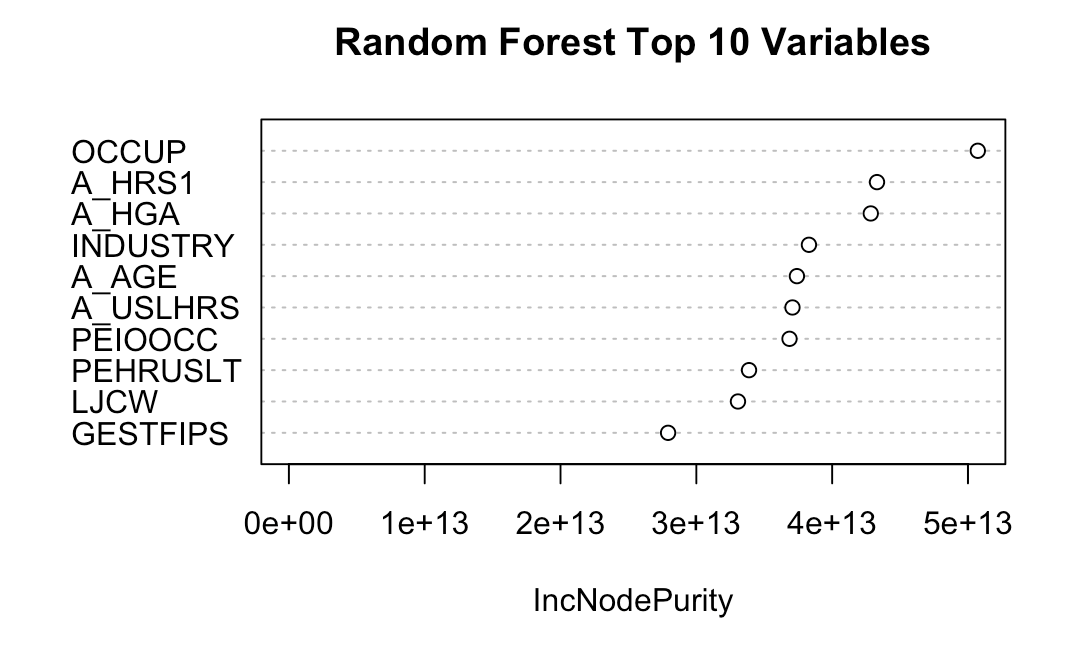 Random Forest Top 10 Variables
OCCUP
A_HRS1
A_HGA
INDUSTRY
A_AGE
A_USLHRS
PEIOOCC
PEHRUSLT
LJCW
GESTFIPS
0e+00 1e+13 2e+13 3e+13 4e+13 5e+13
IncNodePurity